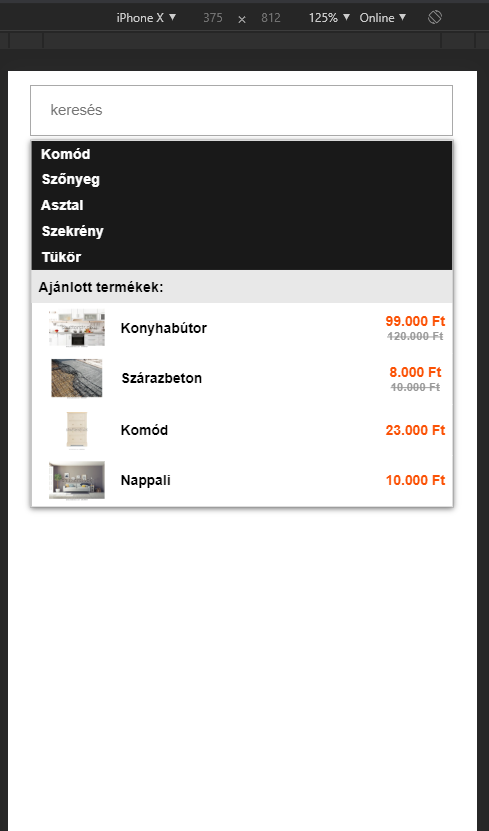 iPhone X ▼ 375 × 812 125% ▼ Online ▼
keresés
Komód
Szőnyeg
Asztal
Szekrény
Tükör
Ajánlott termékek:
Konyhabútor 99.000 Ft
120.000 Ft
Szárazbeton 8.000 Ft
10.000 Ft
Komód 23.000 Ft
Nappali 10.000 Ft